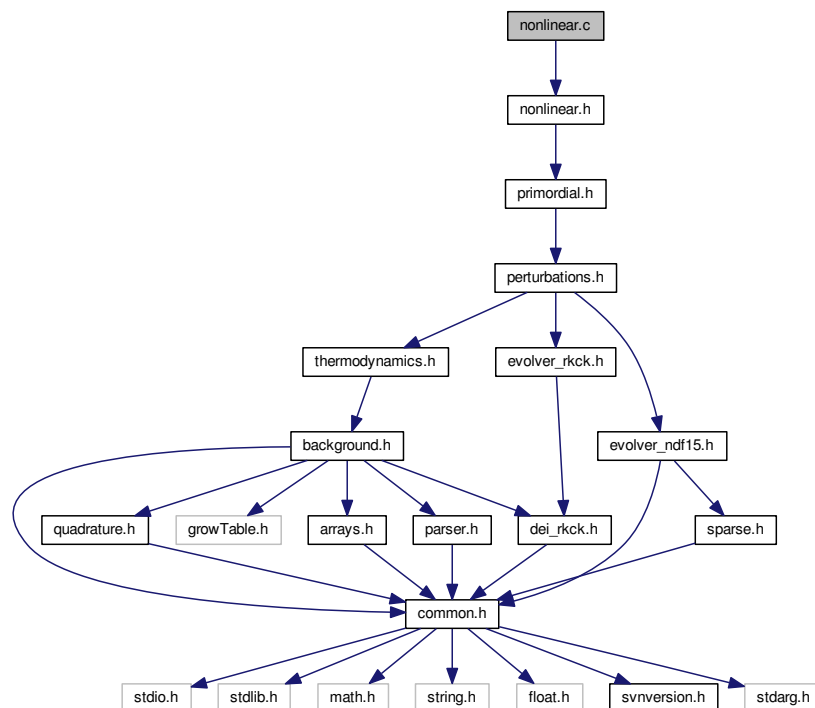 nonlinear.c
nonlinear.h
primordial.h
perturbations.h
thermodynamics.h
evolver_rkck.h
background.h
evolver_ndf15.h
quadrature.h
growTable.h
arrays.h
parser.h
dei_rkck.h
sparse.h
common.h
stdio.h
stdlib.h
math.h
string.h
float.h
svnversion.h
stdarg.h